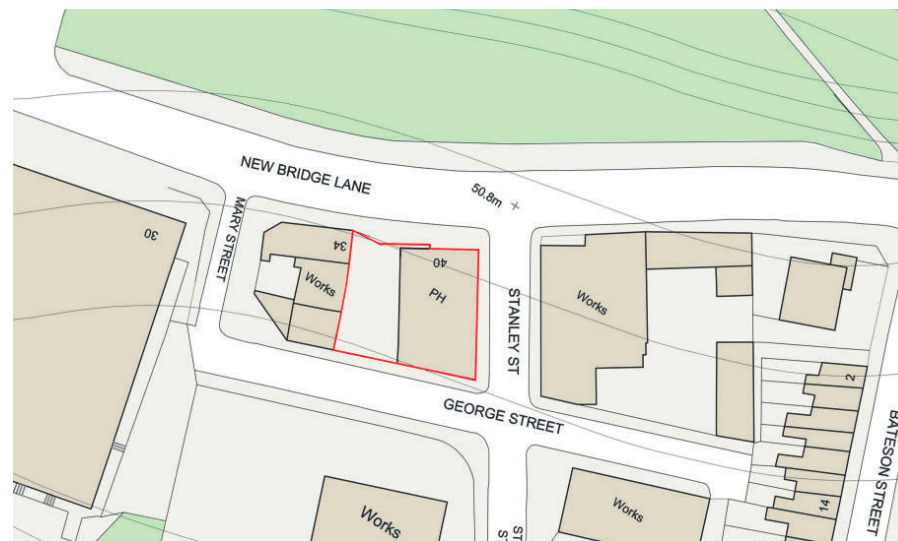 NEW BRIDGE LANE
50.8m
MARY STREET
30
34
40
Works
PH
STANLEY ST
Works
GEORGE STREET
2
BATESON STREET
14
Works
Works
ST